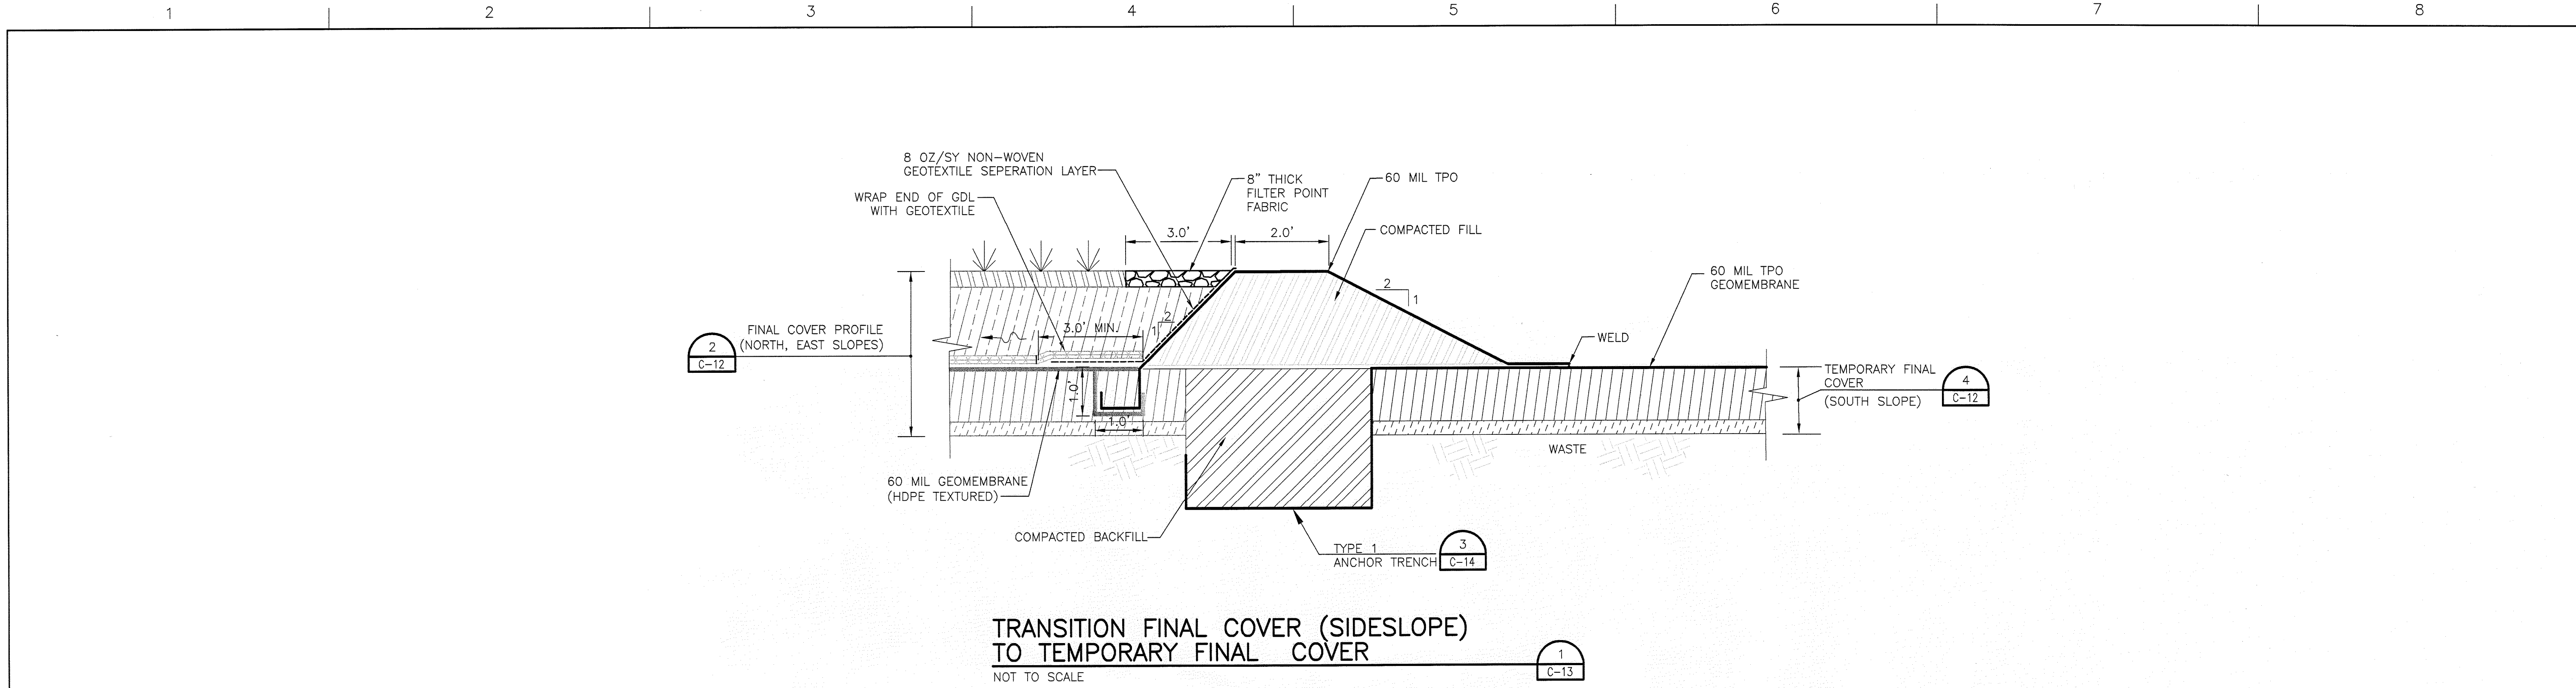 1 2 3 4 5 6 7 8
8 OZ/SY NON-WOVEN
GEOTEXTILE SEPERATION LAYER
WRAP END OF GDL
WITH GEOTEXTILE
8" THICK
FILTER POINT
FABRIC
60 MIL TPO
3.0'
2.0'
COMPACTED FILL
60 MIL TPO
GEOMEMBRANE
2
1
2
1
3.0' MIN.
WELD
2
C-12
FINAL COVER PROFILE
(NORTH, EAST SLOPES)
TEMPORARY FINAL
COVER
(SOUTH SLOPE)
4
C-12
1.0'
1.0'
WASTE
60 MIL GEOMEMBRANE
(HDPE TEXTURED)
COMPACTED BACKFILL
TYPE 1
ANCHOR TRENCH
3
C-14
TRANSITION FINAL COVER (SIDESLOPE)
TO TEMPORARY FINAL COVER
NOT TO SCALE
1
C-13